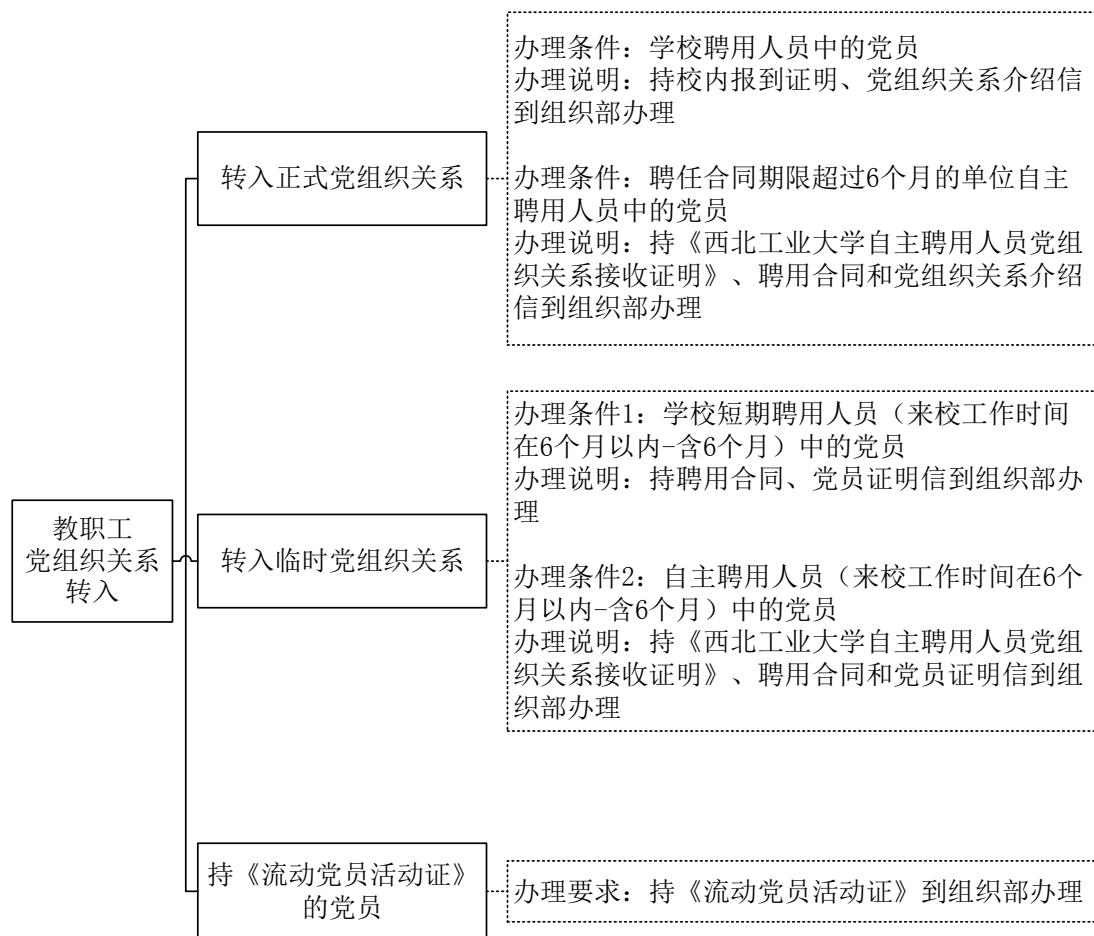 教职工
党组织关系
转入
转入正式党组织关系
办理条件：学校聘用人员中的党员
办理说明：持校内报到证明、党组织关系介绍信
到组织部办理
办理条件：聘任合同期限超过6个月的单位自主
聘用人员中的党员
办理说明：持《西北工业大学自主聘用人员党组
织关系接收证明》、聘用合同和党组织关系介绍
信到组织部办理
转入临时党组织关系
办理条件1：学校短期聘用人员（来校工作时间
在6个月以内-含6个月）中的党员
办理说明：持聘用合同、党员证明信到组织部办
理
办理条件2：自主聘用人员（来校工作时间在6个
月以内-含6个月）中的党员
办理说明：持《西北工业大学自主聘用人员党组
织关系接收证明》、聘用合同和党员证明信到组
织部办理
持《流动党员活动证》
的党员
办理要求：持《流动党员活动证》到组织部办理